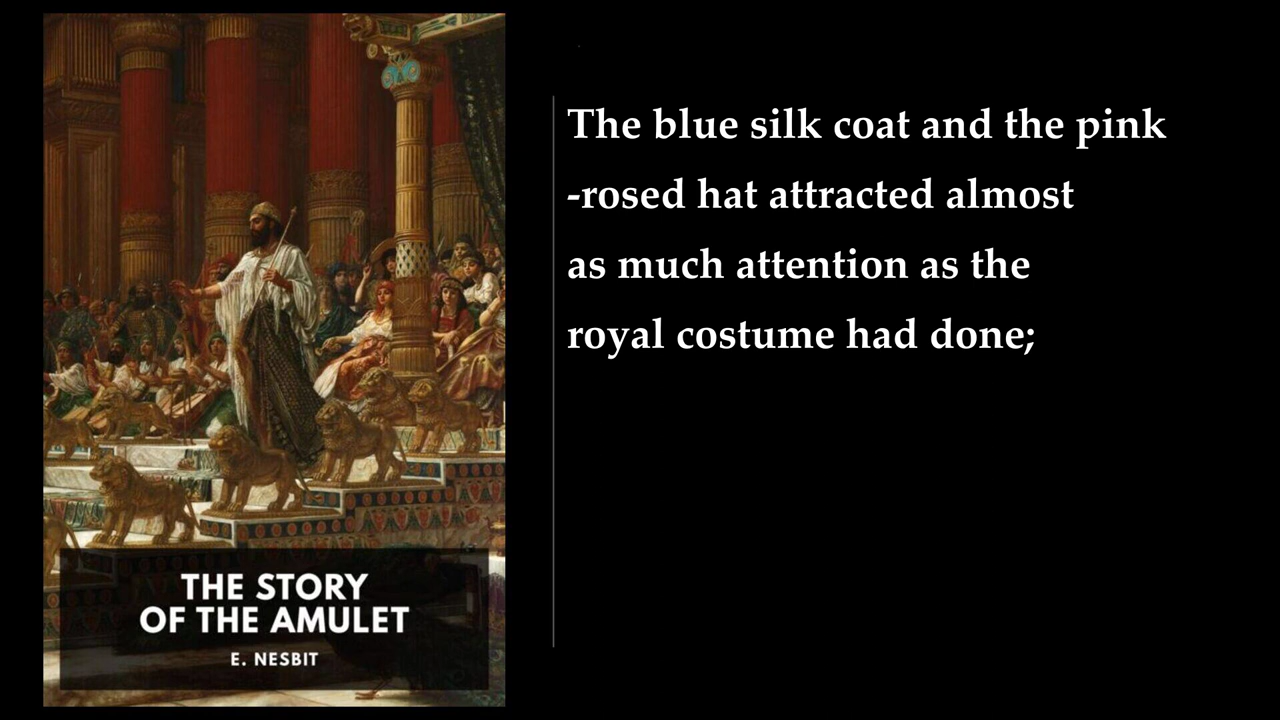 The blue silk coat and the pink
-rosed hat attracted almost
as much attention as the
royal costume had done;
THE STORY
OF THE AMULET
E. NESBIT